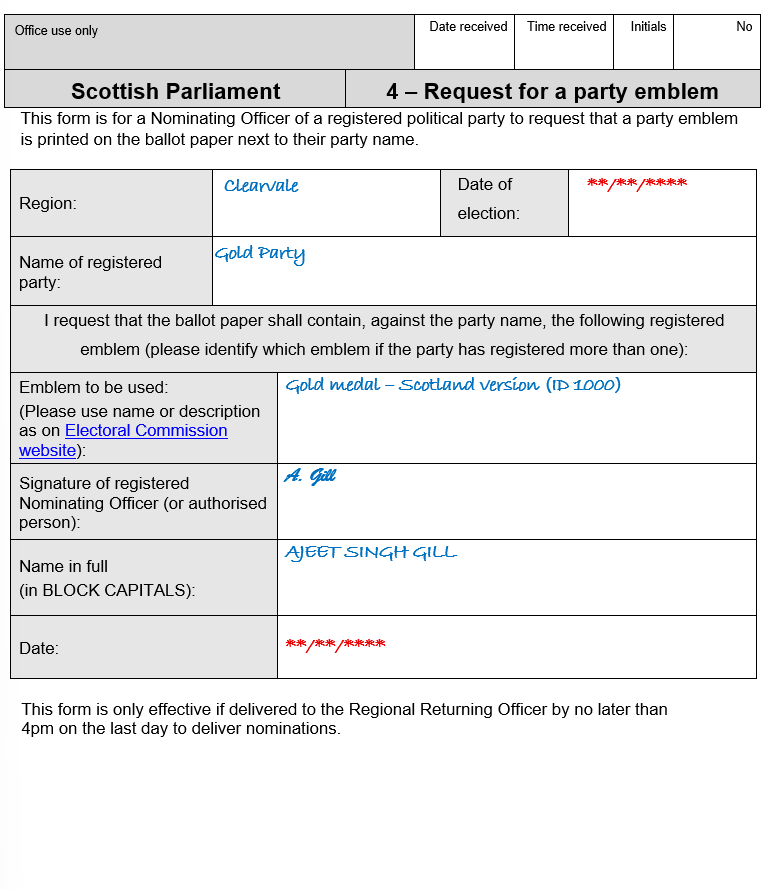 Office use only
Date received
Time received
Initials
No
Scottish Parliament
4 – Request for a party emblem
This form is for a Nominating Officer of a registered political party to request that a party emblem
is printed on the ballot paper next to their party name.
Region:
Clearvale
Date of
election:
**/**/****
Name of registered
party:
Gold Party
I request that the ballot paper shall contain, against the party name, the following registered
emblem (please identify which emblem if the party has registered more than one):
Emblem to be used:
(Please use name or description
as on Electoral Commission
website):
Gold medal – Scotland version (ID 1000)
Signature of registered
Nominating Officer (or authorised
person):
A. Gill
Name in full
(in BLOCK CAPITALS):
AJEET SINGH GILL
Date:
**/**/****
This form is only effective if delivered to the Regional Returning Officer by no later than
4pm on the last day to deliver nominations.